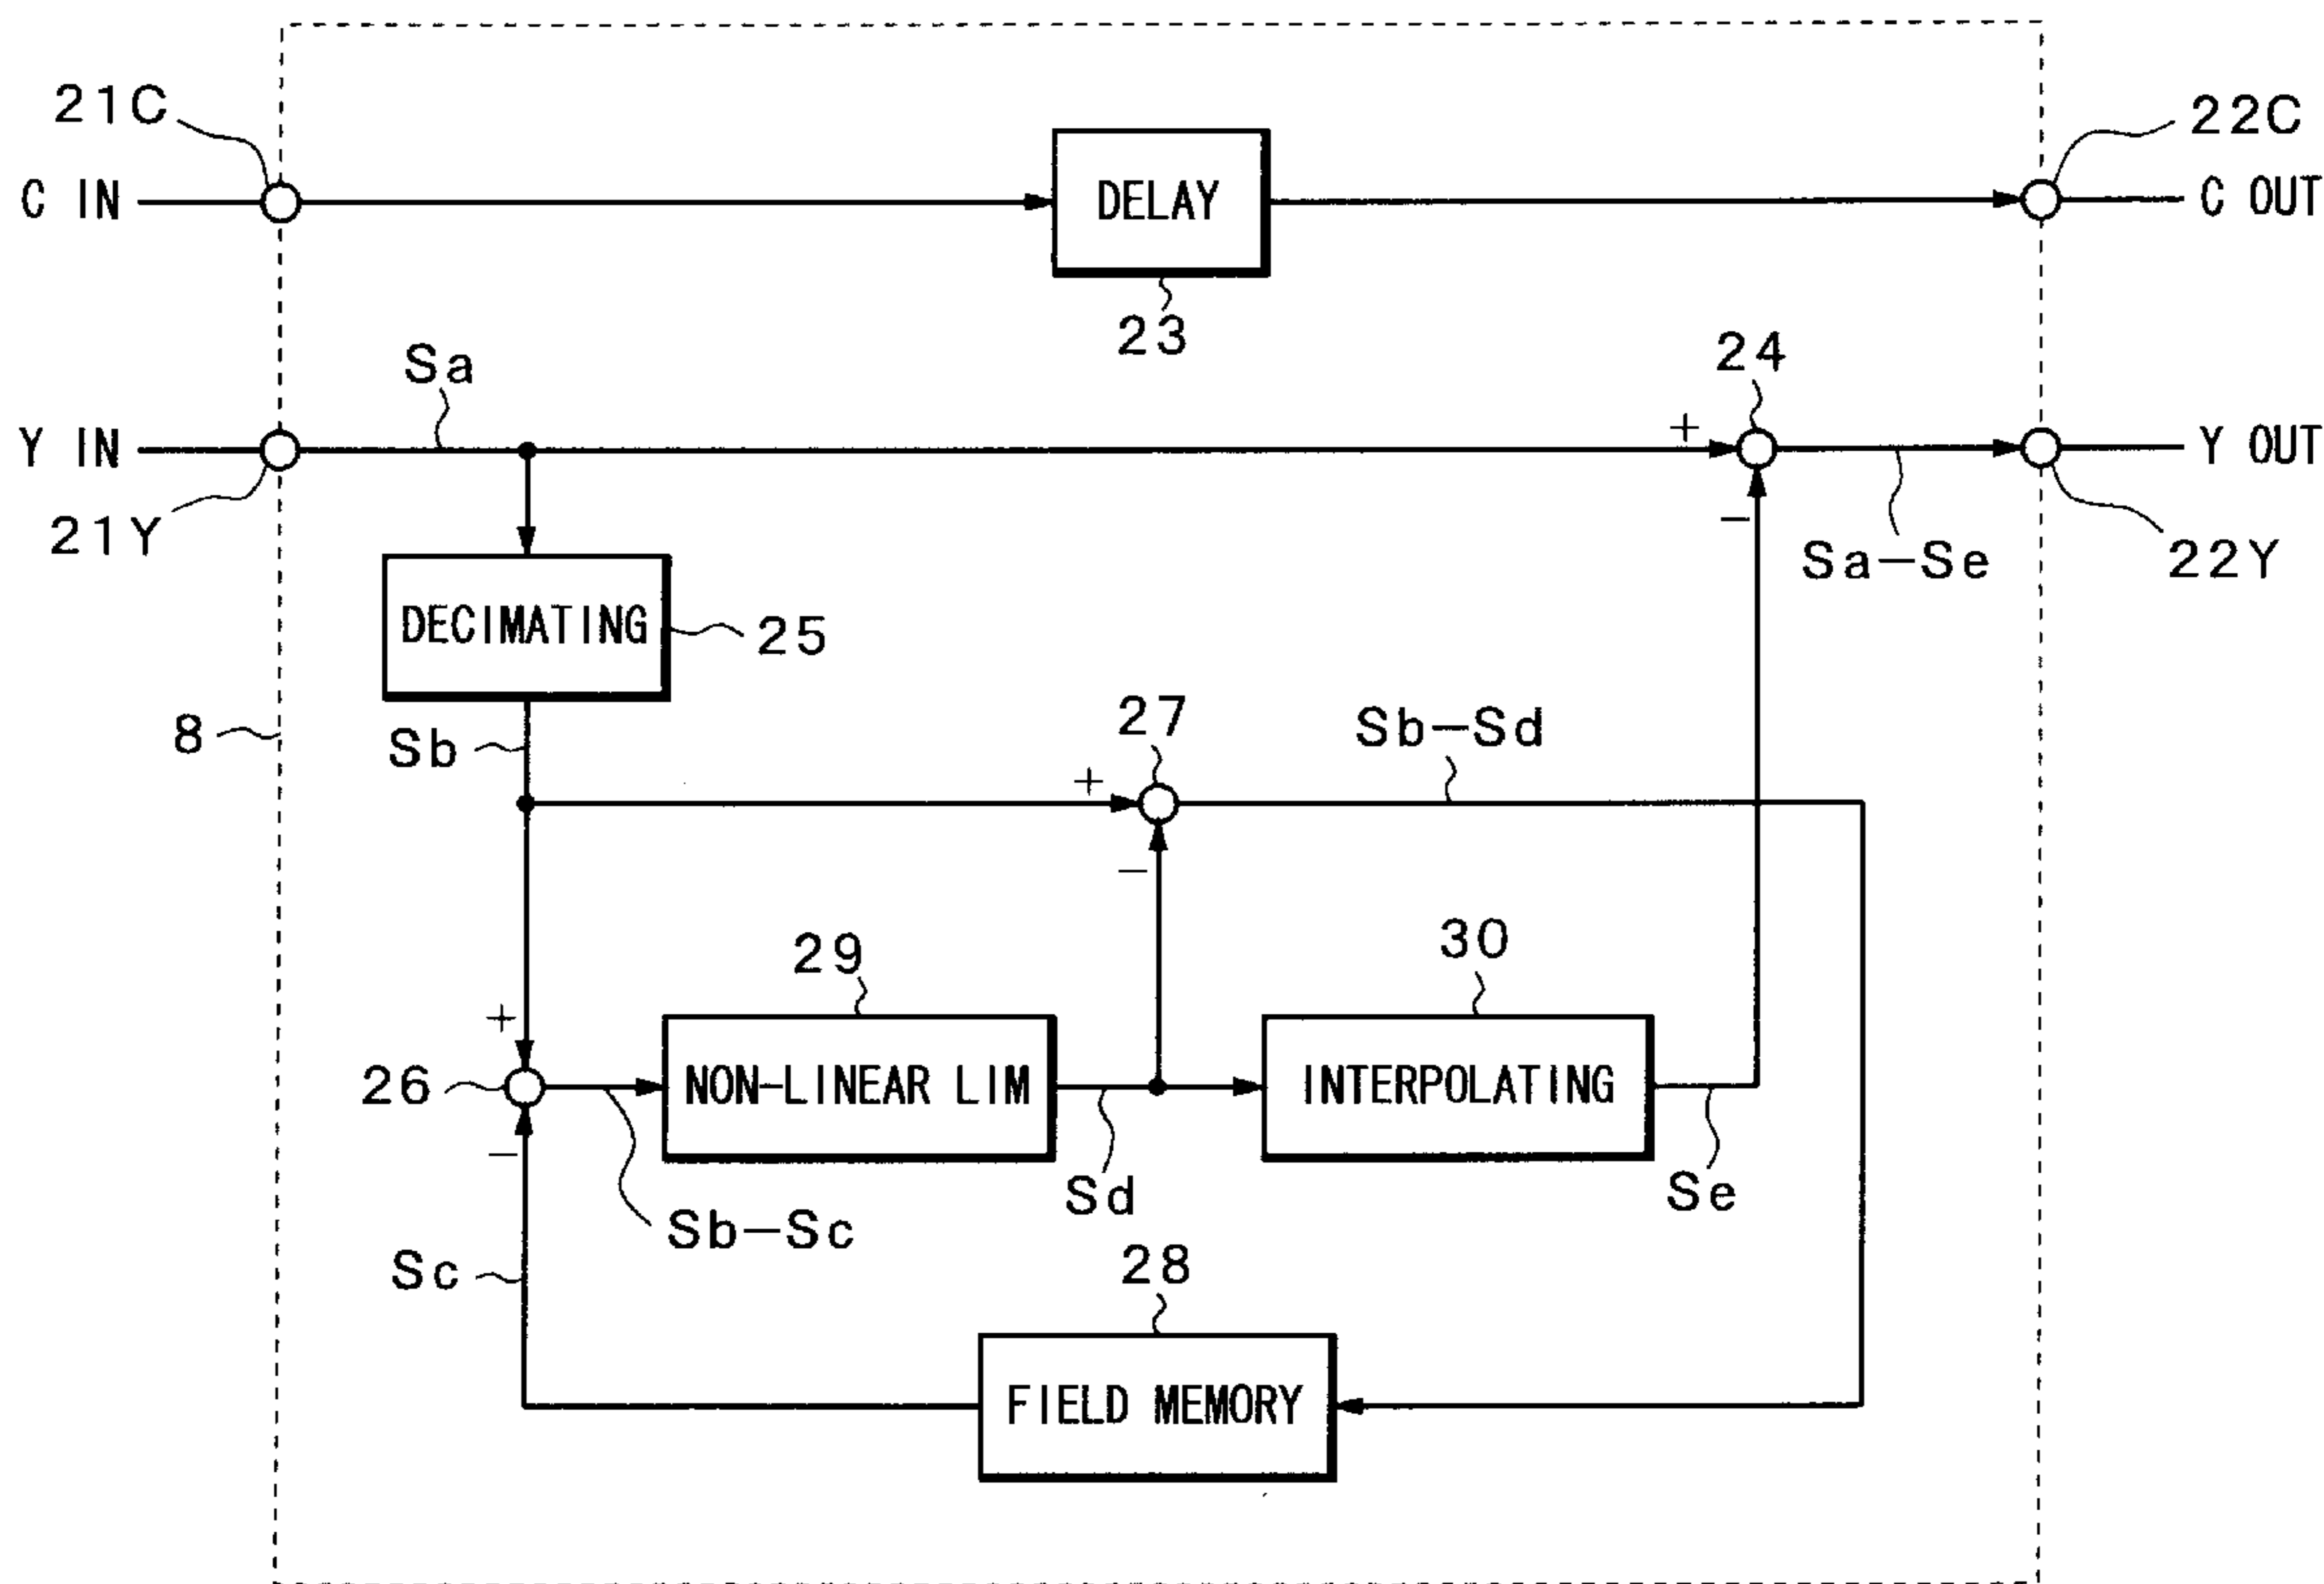 21C
22C
C IN
DELAY
C OUT
23
Sa
24
+
Y IN
Y OUT
21Y
−
Sa−Se
22Y
DECIMATING
25
8
Sb
27
Sb−Sd
+
−
29
30
+
26
NON-LINEAR LIM
INTERPOLATING
−
Sd
Se
Sb−Sc
Sc
28
FIELD MEMORY